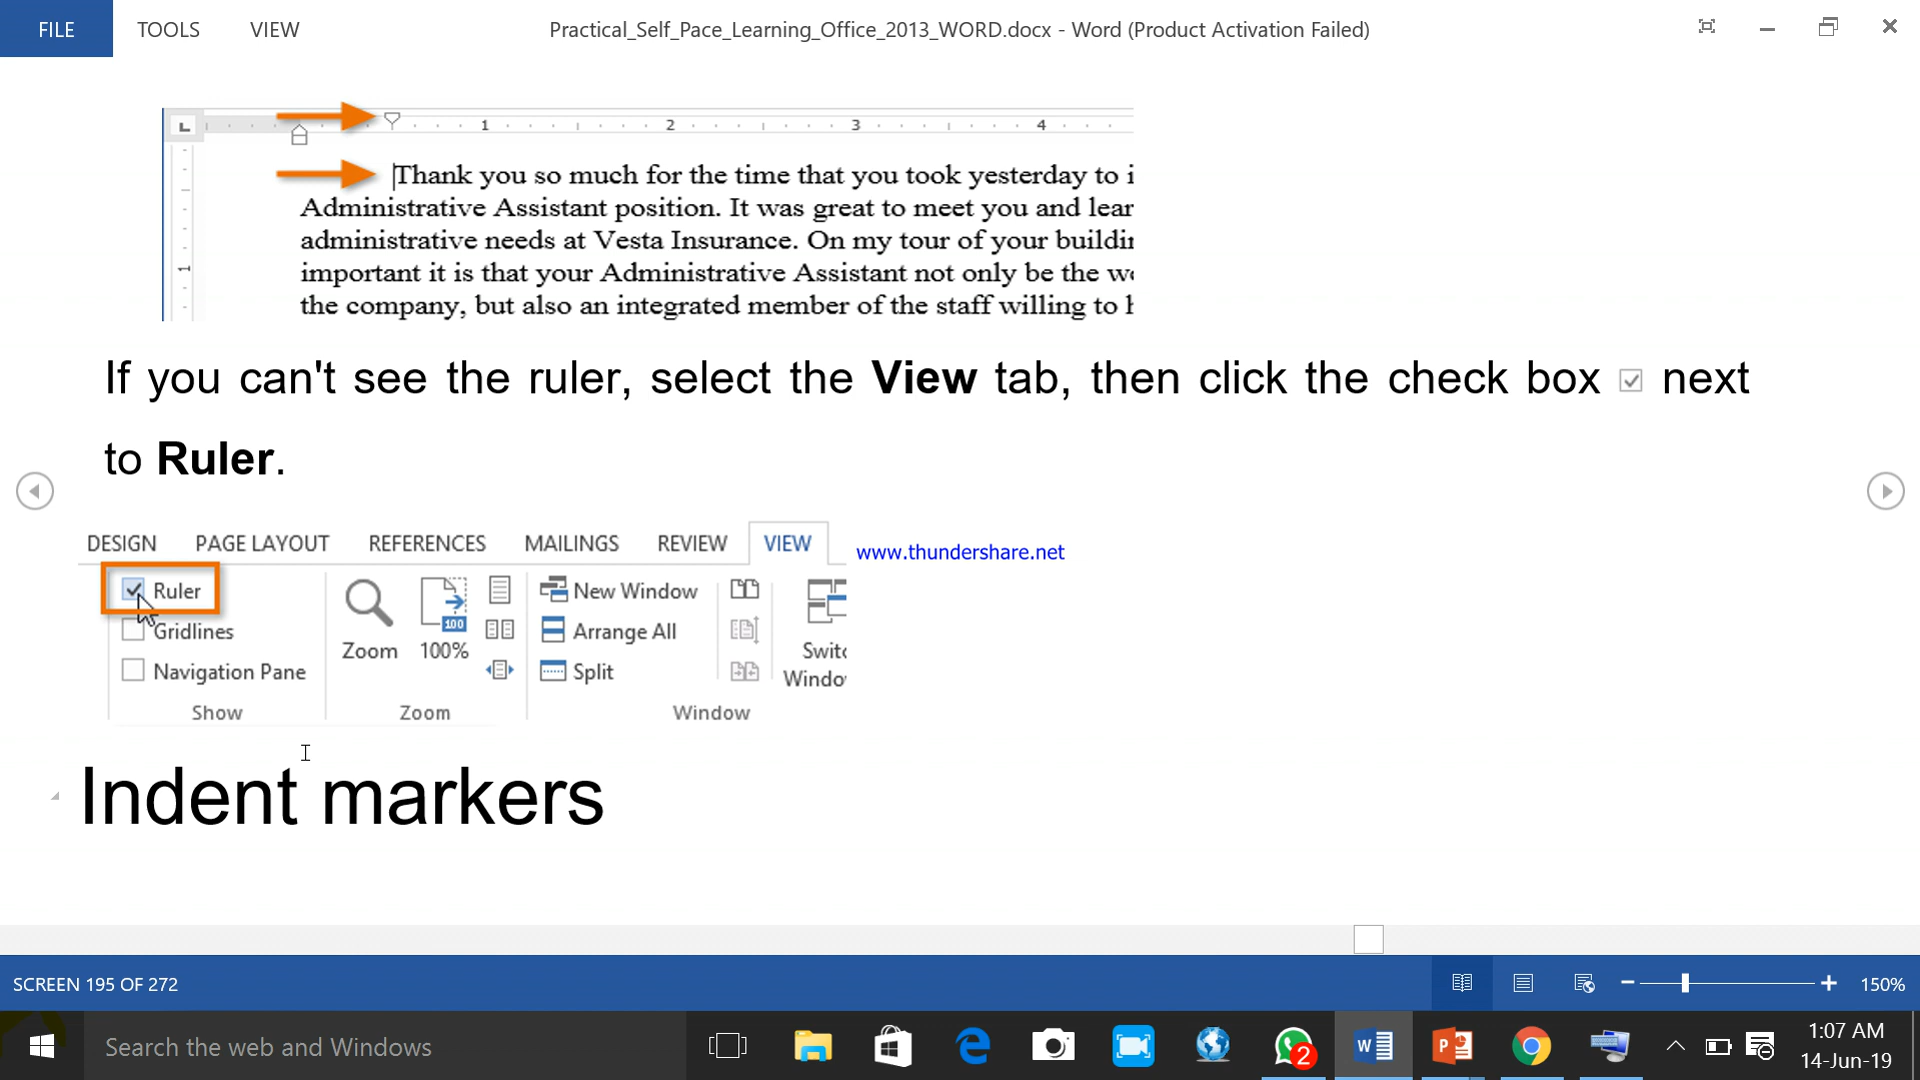 FILE TOOLS VIEW Practical_Self_Pace_Learning_Office_2013_WORD.docx - Word (Product Activation Failed)
1 2 3 4
Thank you so much for the time that you took yesterday to i
Administrative Assistant position. It was great to meet you and lear
administrative needs at Vesta Insurance. On my tour of your buildin
1
important it is that your Administrative Assistant not only be the wo
the company, but also an integrated member of the staff willing to h
If you can't see the ruler, select the View tab, then click the check box next
to Ruler.
DESIGN PAGE LAYOUT REFERENCES MAILINGS REVIEW VIEW
www.thundershare.net
Ruler New Window
Gridlines Zoom 100% Arrange All Switc
Navigation Pane Split Windo
Show Zoom Window
Indent markers
SCREEN 195 OF 272 150%
Search the web and Windows 2 1:07 AM
14-Jun-19